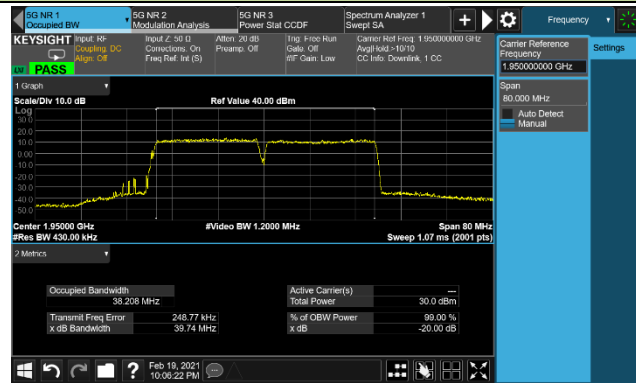 5G NR 1
Occupied BW
5G NR 2
Modulation Analysis
5G NR 3
Power Stat CCDF
Spectrum Analyzer 1
Swept SA
Frequency
KEYSIGHT
Input: RF
Coupling: DC
Align: Off
Input Z: 50 Ω
Corrections: On
Freq Ref: Int (S)
Atten: 20 dB
Preamp: Off
Trig: Free Run
Gate: Off
#IF Gain: Low
Carrier Ref Freq: 1.950000000 GHz
Avg|Hold:>10/10
CC Info: Downlink, 1 CC
PASS
Carrier Reference
Frequency
1.950000000 GHz
Settings
Span
80.000 MHz
Auto Detect
Manual
1 Graph
Scale/Div 10.0 dB
Ref Value 40.00 dBm
Log
30.0
20.0
10.0
0.00
-10.0
-20.0
-30.0
-40.0
-50.0
Center 1.95000 GHz
#Video BW 1.2000 MHz
Span 80 MHz
#Res BW 430.00 kHz
Sweep 1.07 ms (2001 pts)
2 Metrics
Occupied Bandwidth
38.208 MHz
Active Carrier(s)
---
Total Power
30.0 dBm
Transmit Freq Error
248.77 kHz
% of OBW Power
99.00 %
x dB Bandwidth
39.74 MHz
x dB
-20.00 dB
?
Feb 19, 2021
10:06:22 PM